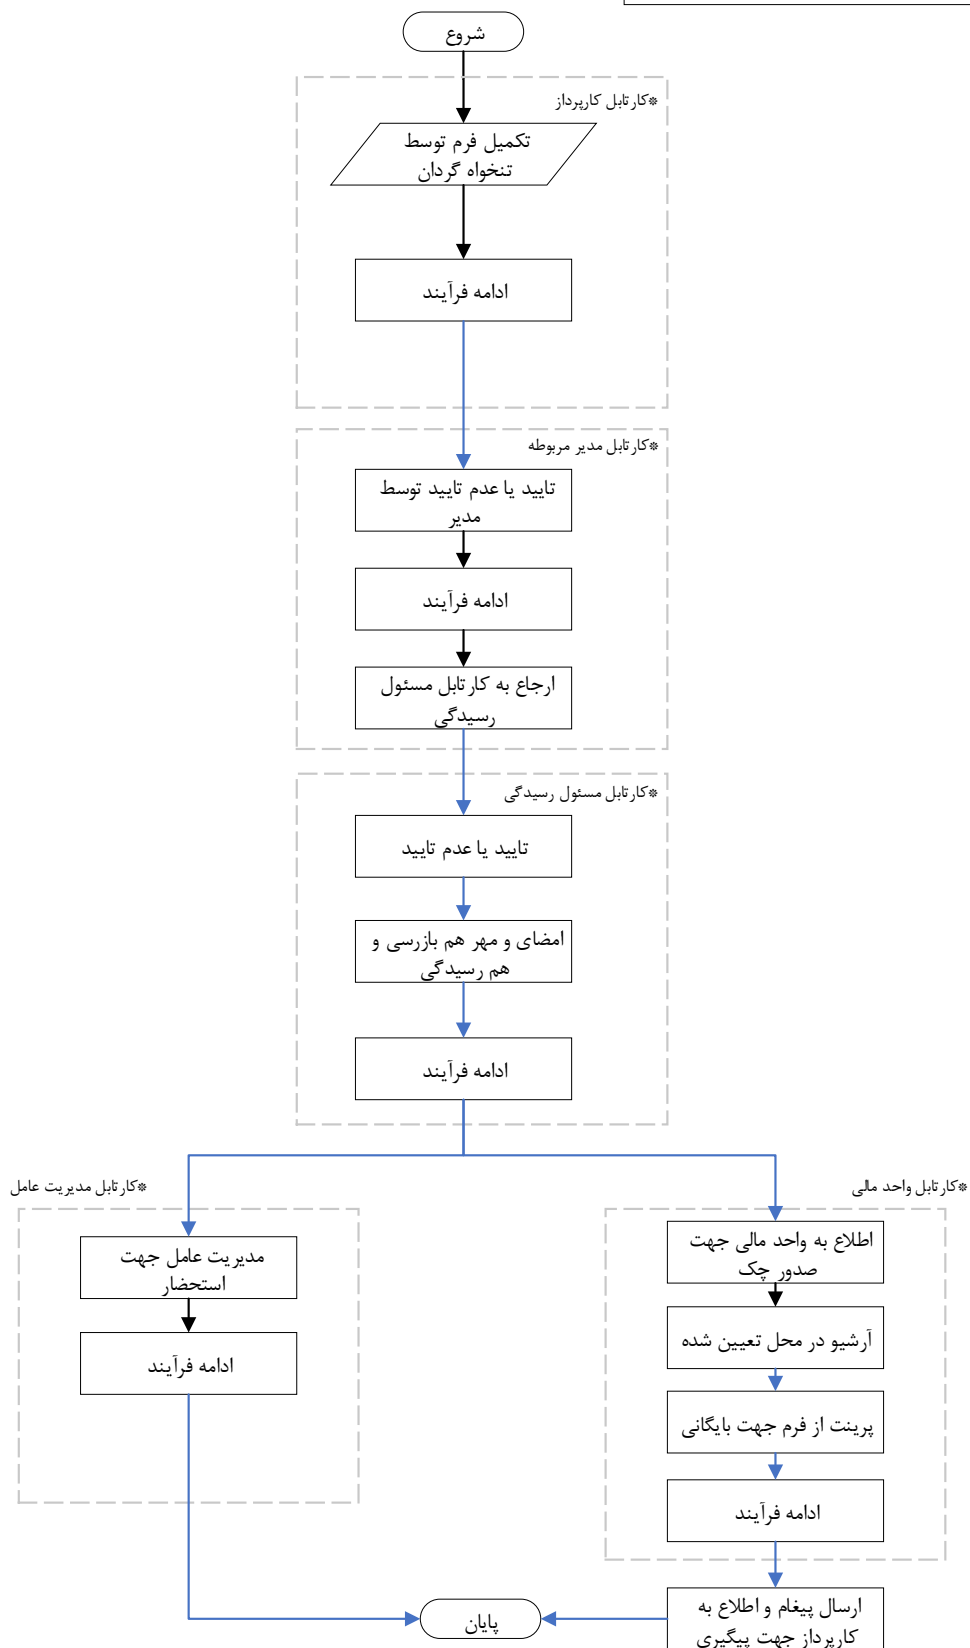 شروع
*کارتابل کارپرداز
تکمیل فرم توسط
تنخواه گردان
ادامه فرآیند
*کارتابل مدیر مربوطه
تایید یا عدم تایید توسط
مدیر
ادامه فرآیند
ارجاع به کارتابل مسئول
رسیدگی
*کارتابل مسئول رسیدگی
تایید یا عدم تایید
امضای و مهر هم بازرسی و
هم رسیدگی
ادامه فرآیند
*کارتابل واحد مالی
اطلاع به واحد مالی جهت
صدور چک
آرشیو در محل تعیین شده
پرینت از فرم جهت بایگانی
ادامه فرآیند
ارسال پیغام و اطلاع به
کارپرداز جهت پیگیری
*کارتابل مدیریت عامل
مدیریت عامل جهت
استحضار
ادامه فرآیند
پایان